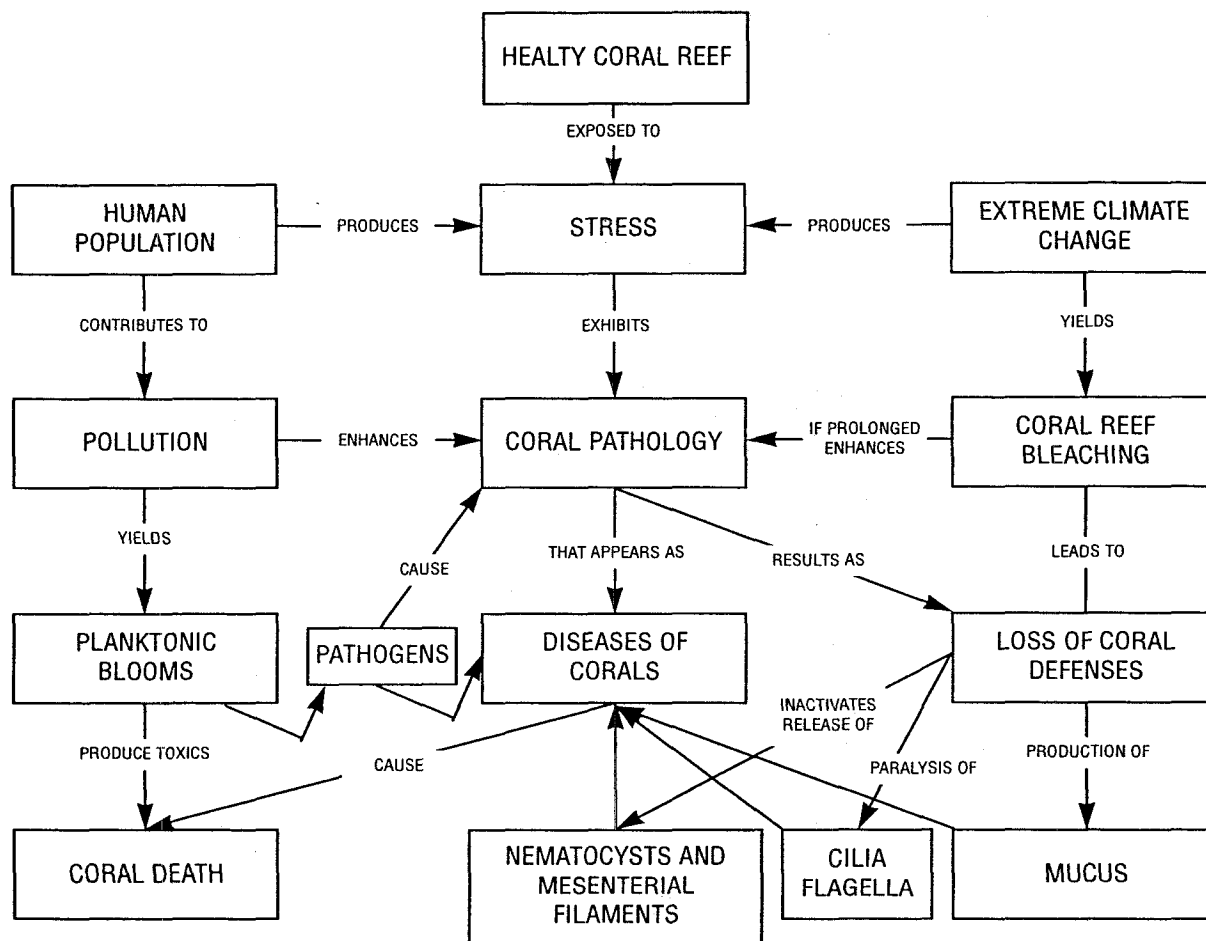 HEALTY CORAL REEF
EXPOSED TO
HUMAN
POPULATION
PRODUCES
STRESS
PRODUCES
EXTREME CLIMATE
CHANGE
CONTRIBUTES TO
EXHIBITS
YIELDS
POLLUTION
ENHANCES
CORAL PATHOLOGY
IF PROLONGED
ENHANCES
CORAL REEF
BLEACHING
YIELDS
CAUSE
THAT APPEARS AS
RESULTS AS
LEADS TO
PLANKTONIC
BLOOMS
PATHOGENS
DISEASES OF
CORALS
LOSS OF CORAL
DEFENSES
PRODUCE TOXICS
CAUSE
INACTIVATES
RELEASE OF
PARALYSIS OF
PRODUCTION OF
CORAL DEATH
NEMATOCYSTS AND
MESENTERIAL
FILAMENTS
CILIA
FLAGELLA
MUCUS